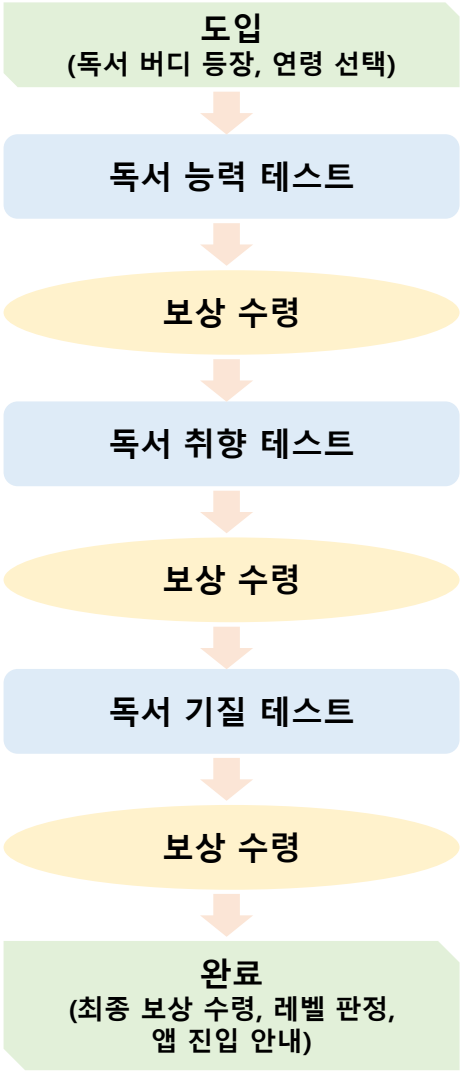 도입
(독서 버디 등장, 연령 선택)
독서 능력 테스트
보상 수령
독서 취향 테스트
보상 수령
독서 기질 테스트
보상 수령
완료
(최종 보상 수령, 레벨 판정,
앱 진입 안내)